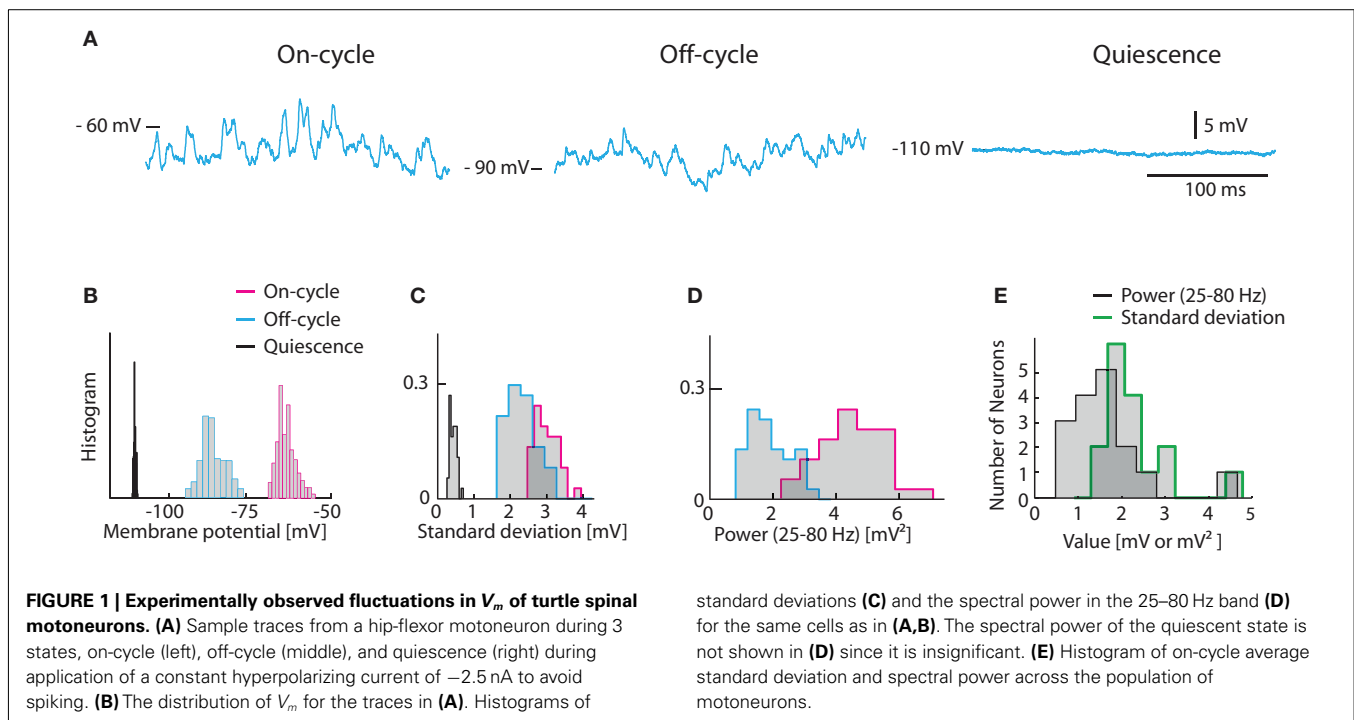 A
On-cycle
Off-cycle
Quiescence
- 60 mV
- 90 mV
-110 mV
5 mV
100 ms
B
On-cycle
Off-cycle
Quiescence
Histogram
-100
-75
-50
Membrane potential [mV]
C
0.3
0
0
1
2
3
4
Standard deviation [mV]
D
0.3
0
0
2
4
6
Power (25-80 Hz) [mV²]
E
Power (25-80 Hz)
Standard deviation
Number of Neurons
5
4
3
2
1
0
0
1
2
3
4
5
Value [mV or mV² ]
FIGURE 1 | Experimentally observed fluctuations in Vm of turtle spinal
motoneurons. (A) Sample traces from a hip-flexor motoneuron during 3
states, on-cycle (left), off-cycle (middle), and quiescence (right) during
application of a constant hyperpolarizing current of −2.5 nA to avoid
spiking. (B) The distribution of Vm for the traces in (A). Histograms of
standard deviations (C) and the spectral power in the 25–80 Hz band (D)
for the same cells as in (A,B). The spectral power of the quiescent state is
not shown in (D) since it is insignificant. (E) Histogram of on-cycle average
standard deviation and spectral power across the population of
motoneurons.